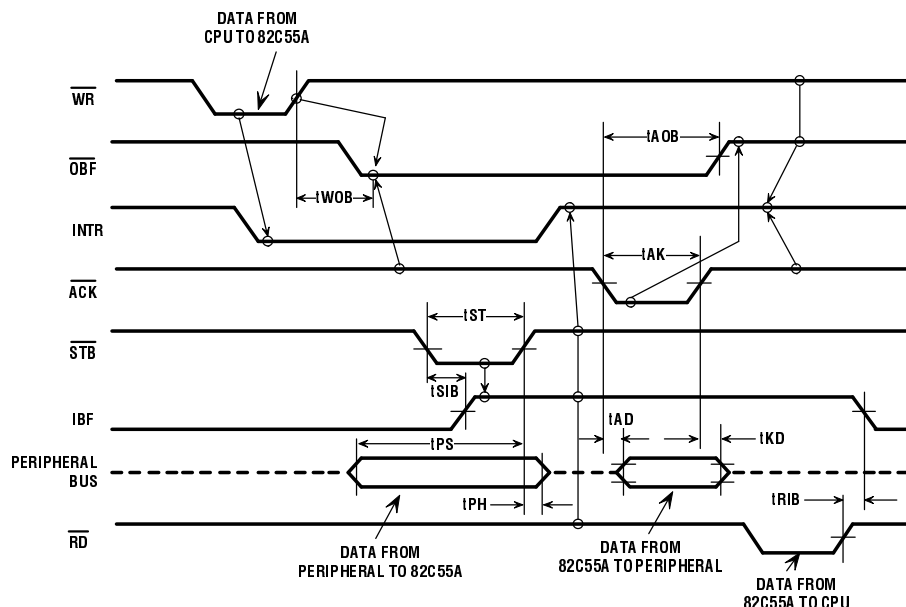 DATA FROM
CPU TO 82C55A
WR
tAOB
OBF
tWOB
INTR
tAK
ACK
tST
STB
tSIB
IBF
tAD
tPS
tKD
PERIPHERAL
BUS
tPH
tRIB
RD
DATA FROM
PERIPHERAL TO 82C55A
DATA FROM
82C55A TO PERIPHERAL
DATA FROM
82C55A TO CPU